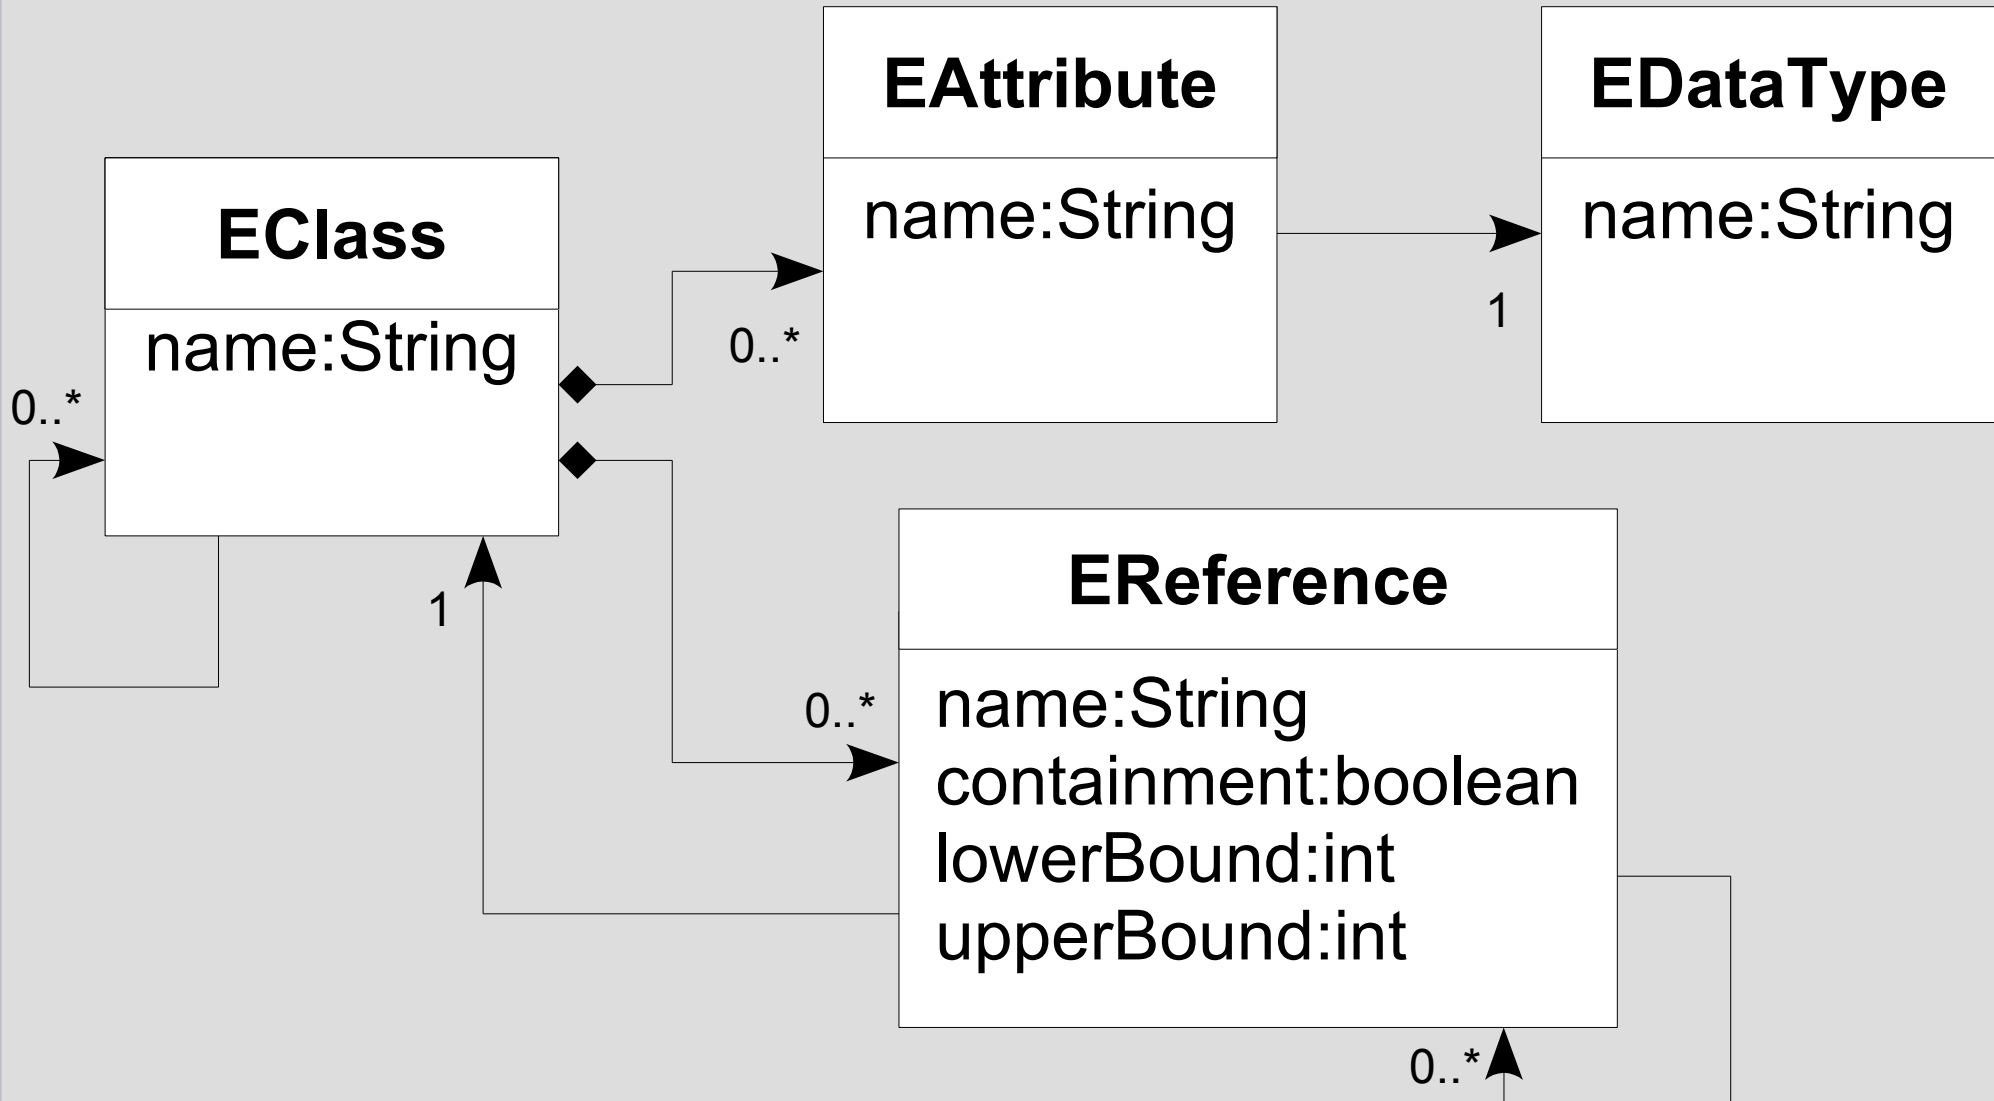 EAttribute
name:String
EDataType
name:String
EClass
name:String
0..*
0..*
1
1
EReference
name:String
containment:boolean
lowerBound:int
upperBound:int
0..*
0..*